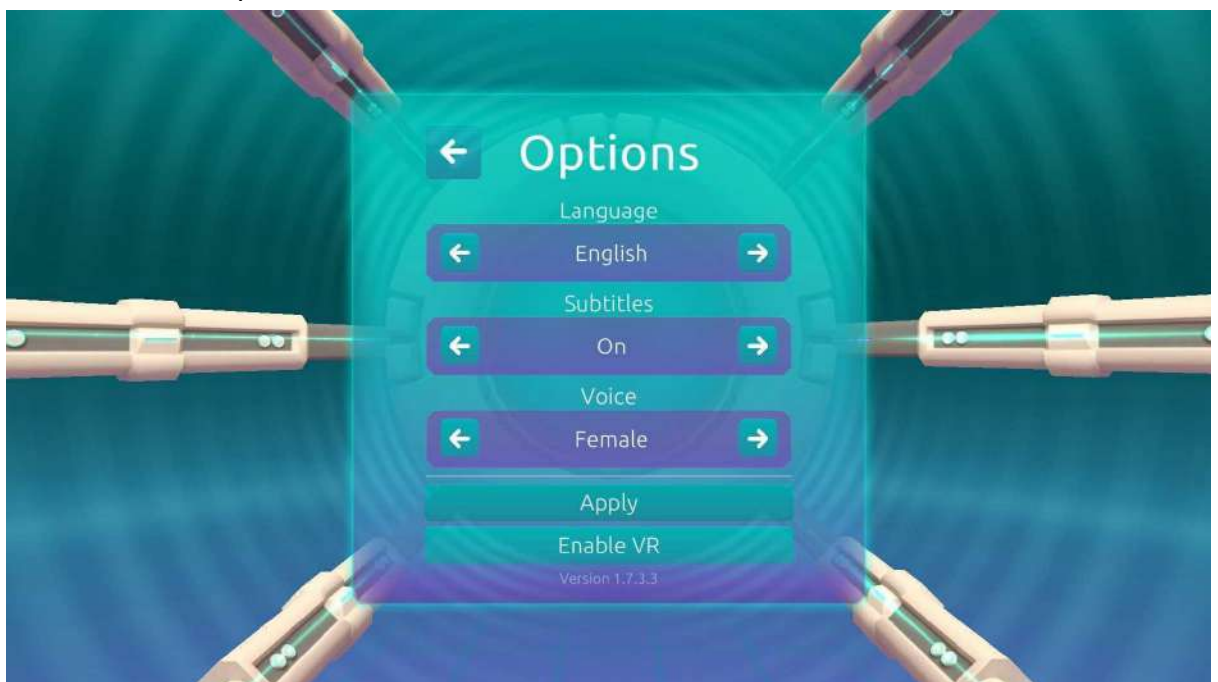 Options
Language
English
Subtitles
On
Voice
Female
Apply
Enable VR
Version 1.7.3.3